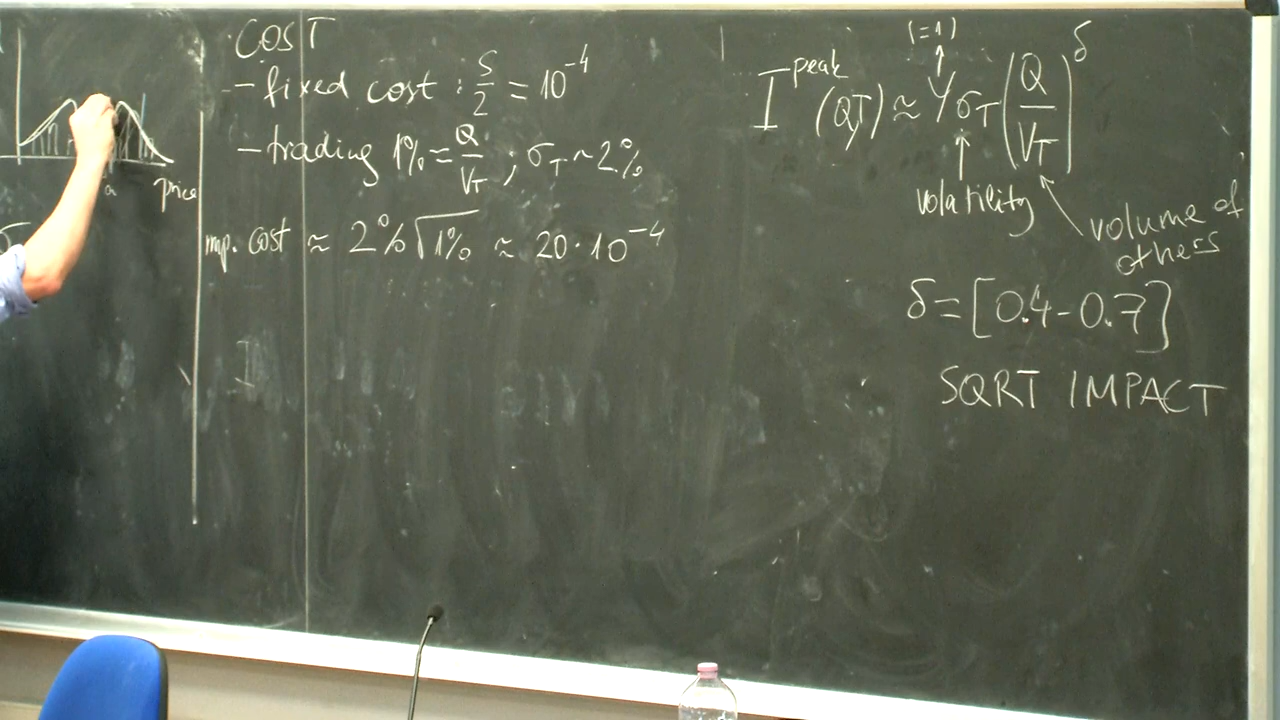 price
COST
- fixed cost : S/2 = 10^-4
- trading 1% = Q/V_T ; σ_T ~ 2%
imp. cost ≈ 2% √1% ≈ 20 · 10^-4
(=1)
I^peak (Q,T) ≈ Y σ_T (Q/V_T)^δ
volatility
volume of
others
δ = [0.4 - 0.7]
SQRT IMPACT